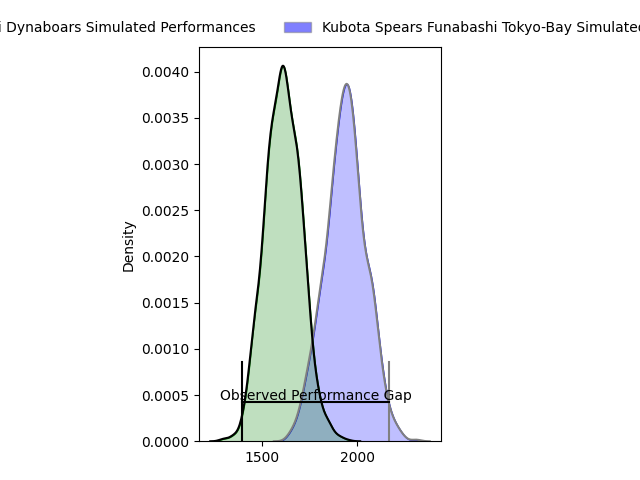 i Dynaboars Simulated Performances
Kubota Spears Funabashi Tokyo-Bay Simulated
0.0040
0.0035
0.0030
0.0025
0.0020
0.0015
0.0010
0.0005
0.0000
Density
Observed Performance Gap
1500
2000